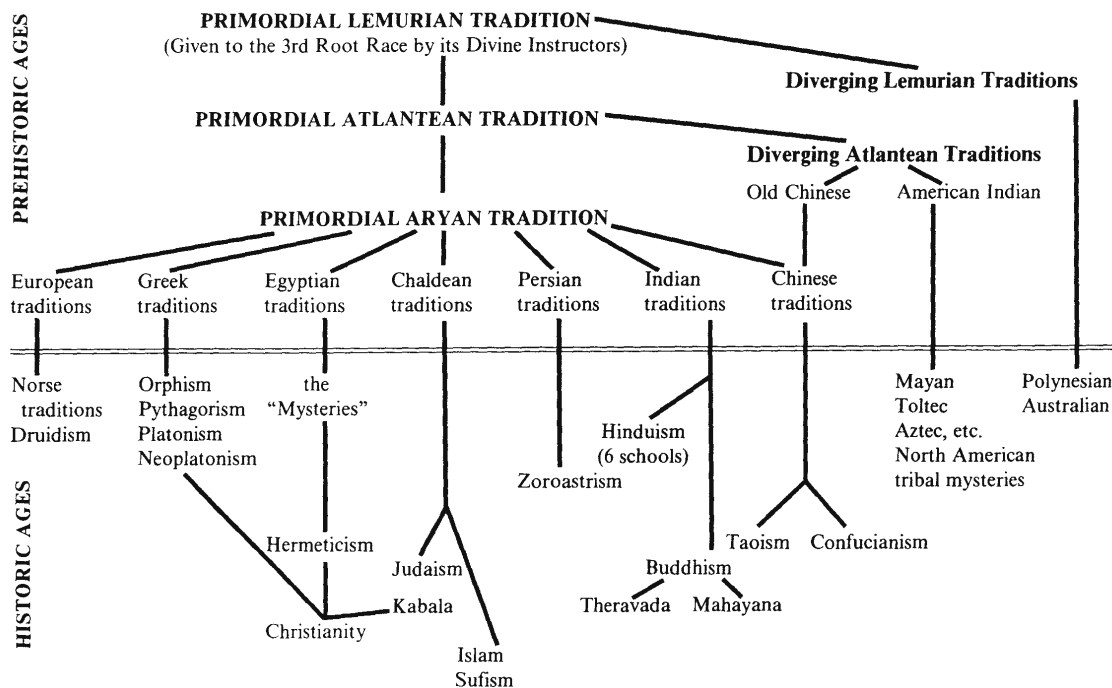 PREHISTORIC AGES
PRIMORDIAL LEMURIAN TRADITION
(Given to the 3rd Root Race by its Divine Instructors)
Diverging Lemurian Traditions
PRIMORDIAL ATLANTEAN TRADITION
Diverging Atlantean Traditions
Old Chinese
American Indian
PRIMORDIAL ARYAN TRADITION
European
traditions
Greek
traditions
Egyptian
traditions
Chaldean
traditions
Persian
traditions
Indian
traditions
Chinese
traditions
HISTORIC AGES
Norse
traditions
Druidism
Orphism
Pythagorism
Platonism
Neoplatonism
the
“Mysteries”
Hermeticism
Christianity
Judaism
Kabala
Islam
Sufism
Zoroastrism
Hinduism
(6 schools)
Buddhism
Theravada
Mahayana
Taoism
Confucianism
Mayan
Toltec
Aztec, etc.
North American
tribal mysteries
Polynesian
Australian